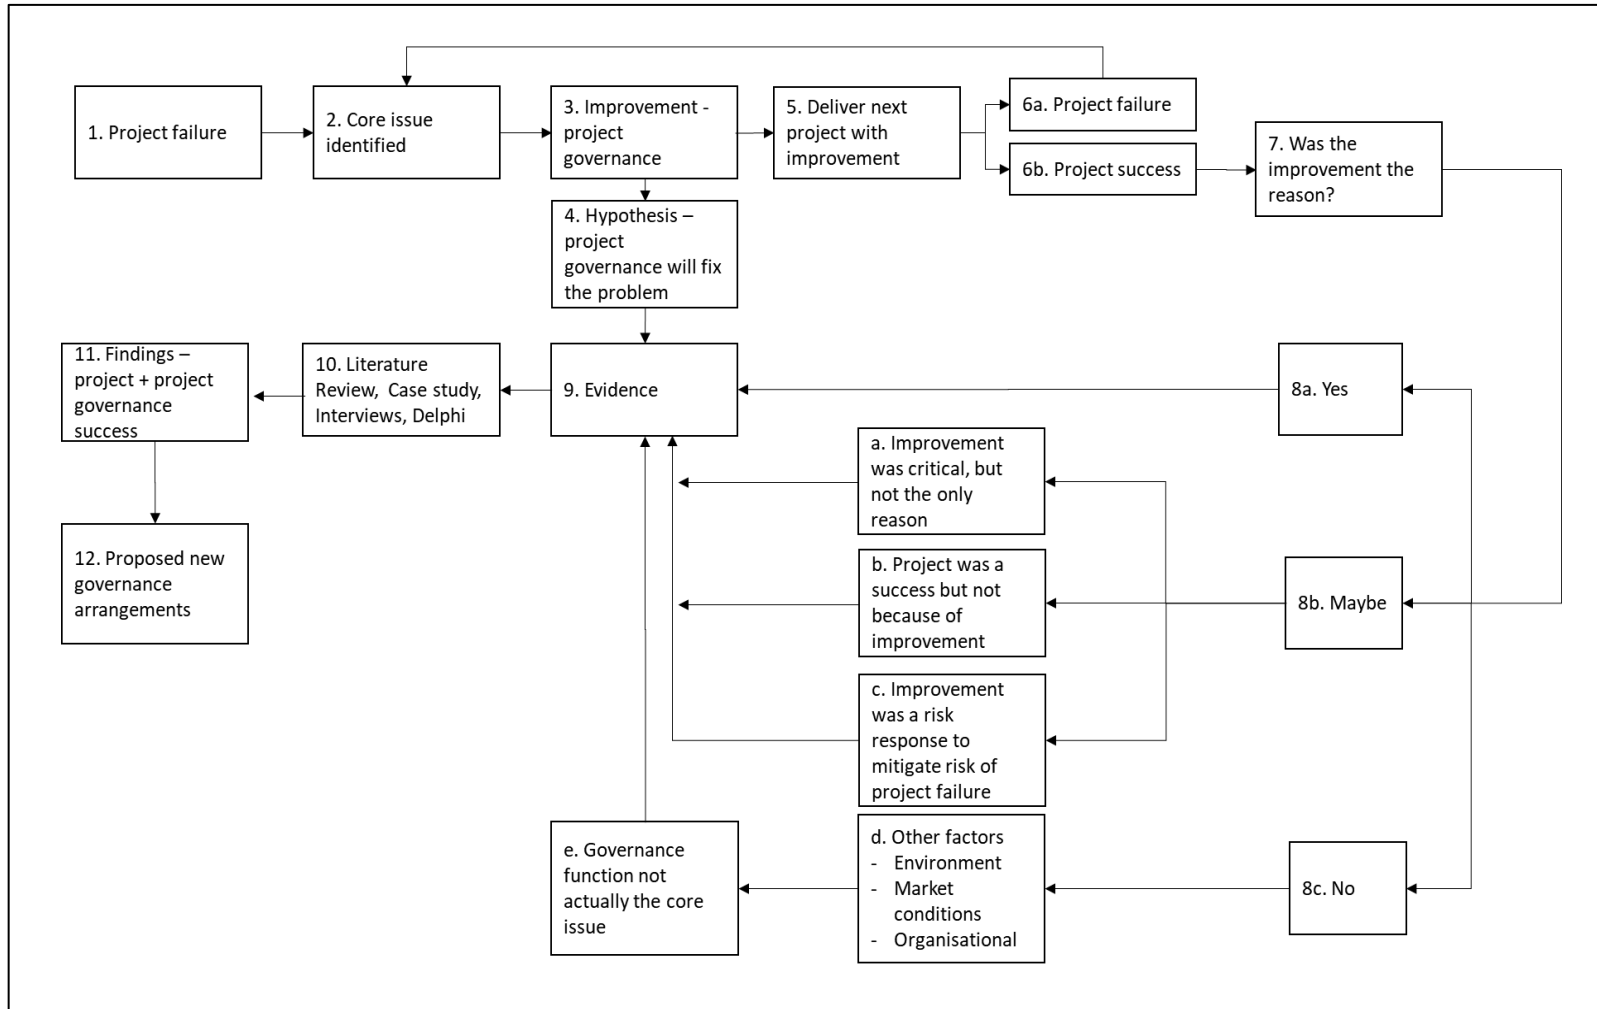 1. Project failure
2. Core issue
identified
3. Improvement -
project
governance
4. Hypothesis –
project
governance will fix
the problem
5. Deliver next
project with
improvement
6a. Project failure
6b. Project success
7. Was the
improvement the
reason?
8a. Yes
8b. Maybe
8c. No
9. Evidence
10. Literature
Review, Case study,
Interviews, Delphi
11. Findings –
project + project
governance
success
12. Proposed new
governance
arrangements
a. Improvement
was critical, but
not the only
reason
b. Project was a
success but not
because of
improvement
c. Improvement
was a risk
response to
mitigate risk of
project failure
d. Other factors
- Environment
- Market
conditions
- Organisational
e. Governance
function not
actually the core
issue